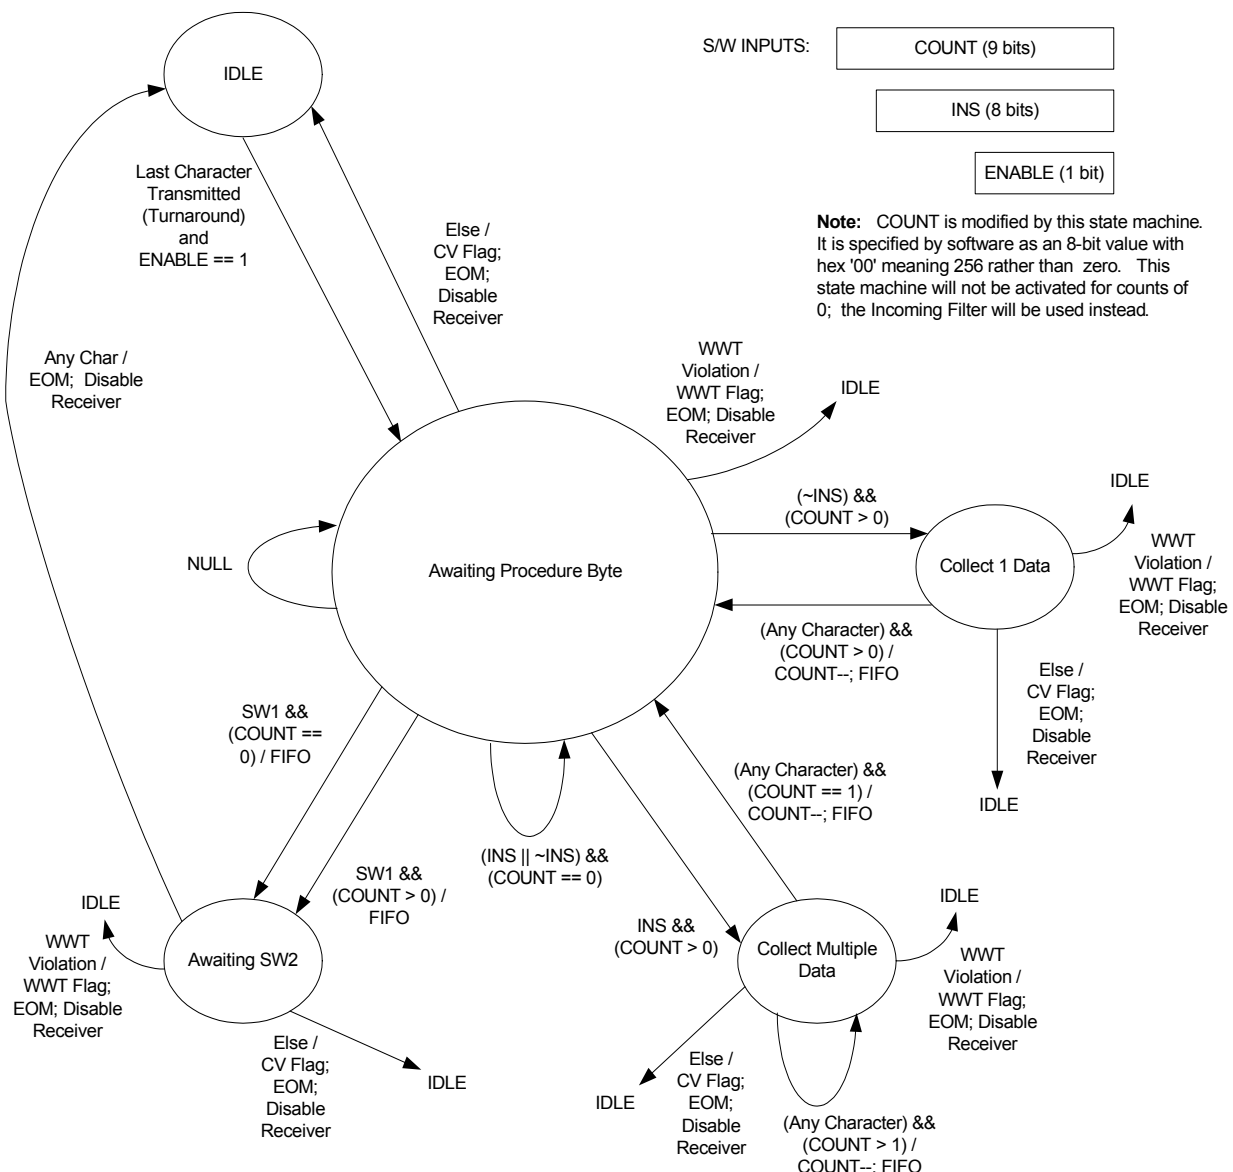 IDLE
S/W INPUTS:
COUNT (9 bits)
INS (8 bits)
ENABLE (1 bit)
Note: COUNT is modified by this state machine.
It is specified by software as an 8-bit value with
hex '00' meaning 256 rather than zero. This
state machine will not be activated for counts of
0; the Incoming Filter will be used instead.
Last Character
Transmitted
(Turnaround)
and
ENABLE == 1
Else /
CV Flag;
EOM;
Disable
Receiver
Any Char /
EOM; Disable
Receiver
WWT
Violation /
WWT Flag;
EOM; Disable
Receiver
IDLE
NULL
Awaiting Procedure Byte
(~INS) &&
(COUNT > 0)
Collect 1 Data
IDLE
WWT
Violation /
WWT Flag;
EOM; Disable
Receiver
(Any Character) &&
(COUNT > 0) /
COUNT--; FIFO
Else /
CV Flag;
EOM;
Disable
Receiver
IDLE
SW1 &&
(COUNT ==
0) / FIFO
SW1 &&
(COUNT > 0) /
FIFO
(INS || ~INS) &&
(COUNT == 0)
(Any Character) &&
(COUNT == 1) /
COUNT--; FIFO
INS &&
(COUNT > 0)
IDLE
WWT
Violation /
WWT Flag;
EOM; Disable
Receiver
Awaiting SW2
Else /
CV Flag;
EOM;
Disable
Receiver
IDLE
Collect Multiple
Data
IDLE
WWT
Violation /
WWT Flag;
EOM; Disable
Receiver
IDLE
Else /
CV Flag;
EOM;
Disable
Receiver
(Any Character) &&
(COUNT > 1) /
COUNT--; FIFO